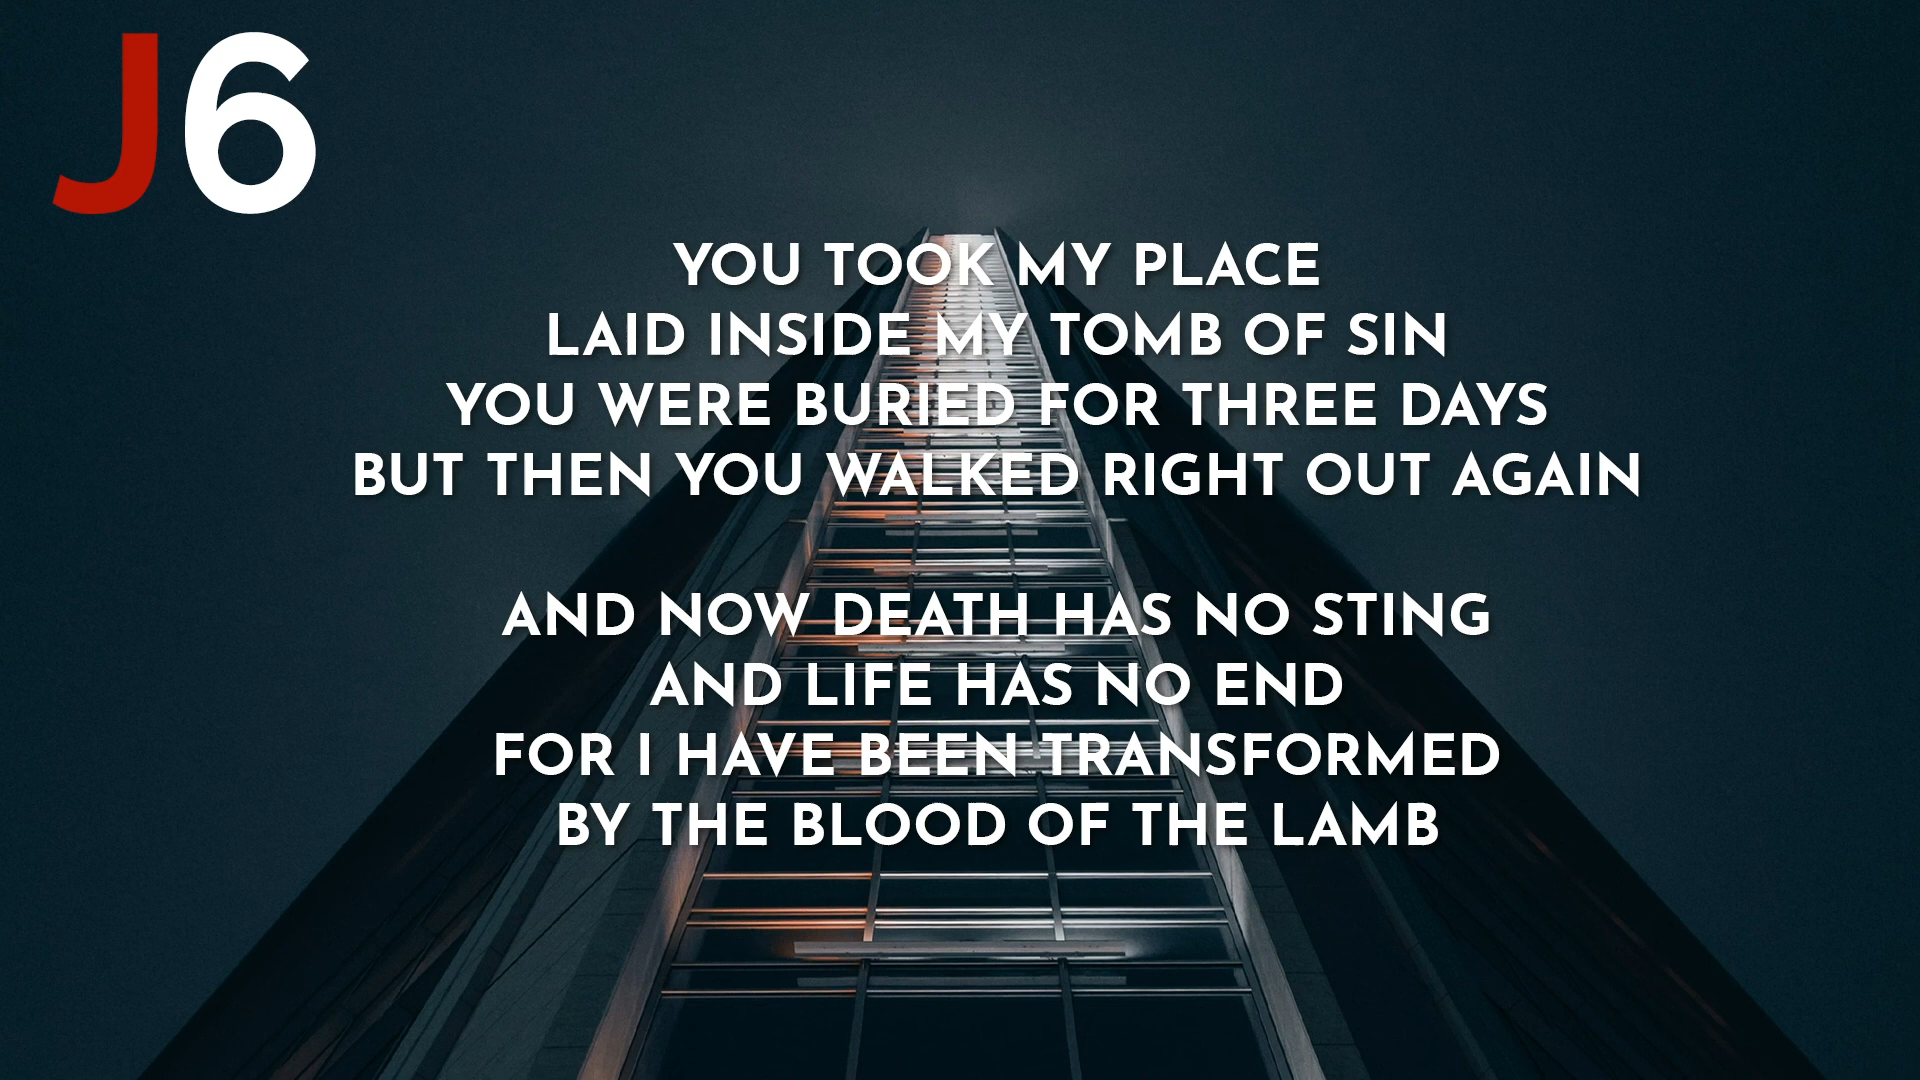 J6
YOU TOOK MY PLACE
LAID INSIDE MY TOMB OF SIN
YOU WERE BURIED FOR THREE DAYS
BUT THEN YOU WALKED RIGHT OUT AGAIN
AND NOW DEATH HAS NO STING
AND LIFE HAS NO END
FOR I HAVE BEEN TRANSFORMED
BY THE BLOOD OF THE LAMB